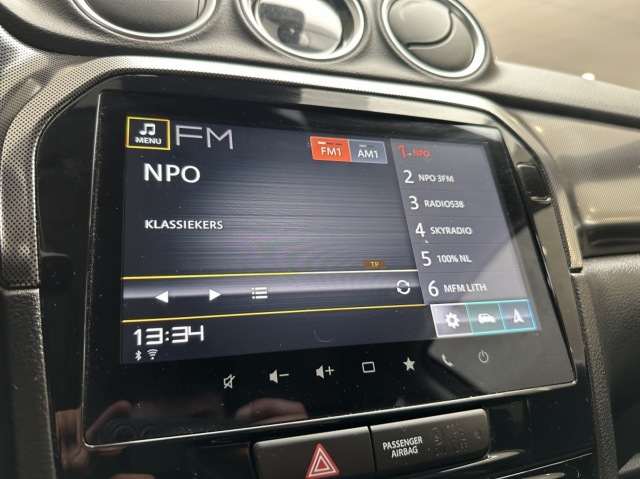 MENU
FM
FM1
AM1
NPO
KLASSIEKERS
TP
1 NPO
2 NPO 3FM
3 RADIO538
4 SKYRADIO
5 100% NL
6 MFM LITH
13:34
PASSENGER
AIRBAG